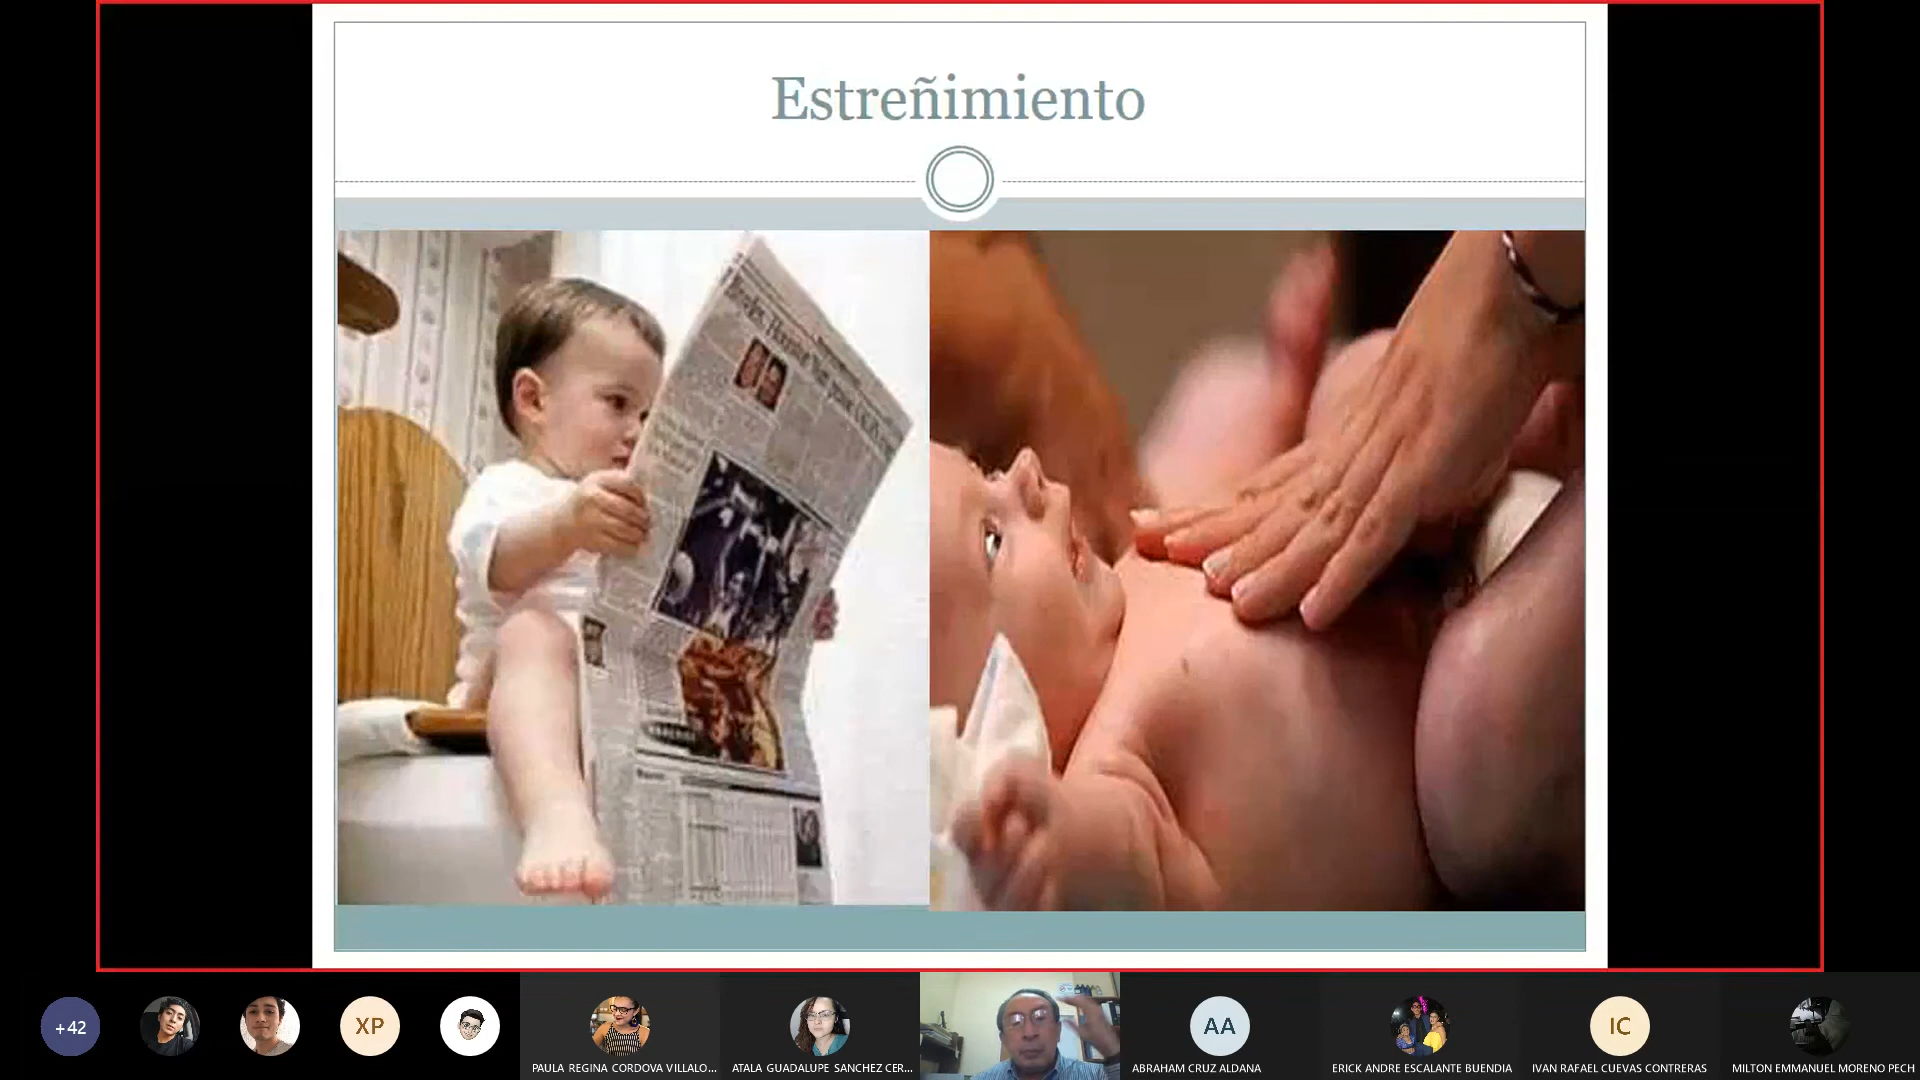 Estreñimiento
+42
XP
PAULA REGINA CORDOVA VILLALO...
ATALA GUADALUPE SANCHEZ CER...
AA
ABRAHAM CRUZ ALDANA
ERICK ANDRE ESCALANTE BUENDIA
IC
IVAN RAFAEL CUEVAS CONTRERAS
MILTON EMMANUEL MORENO PECH